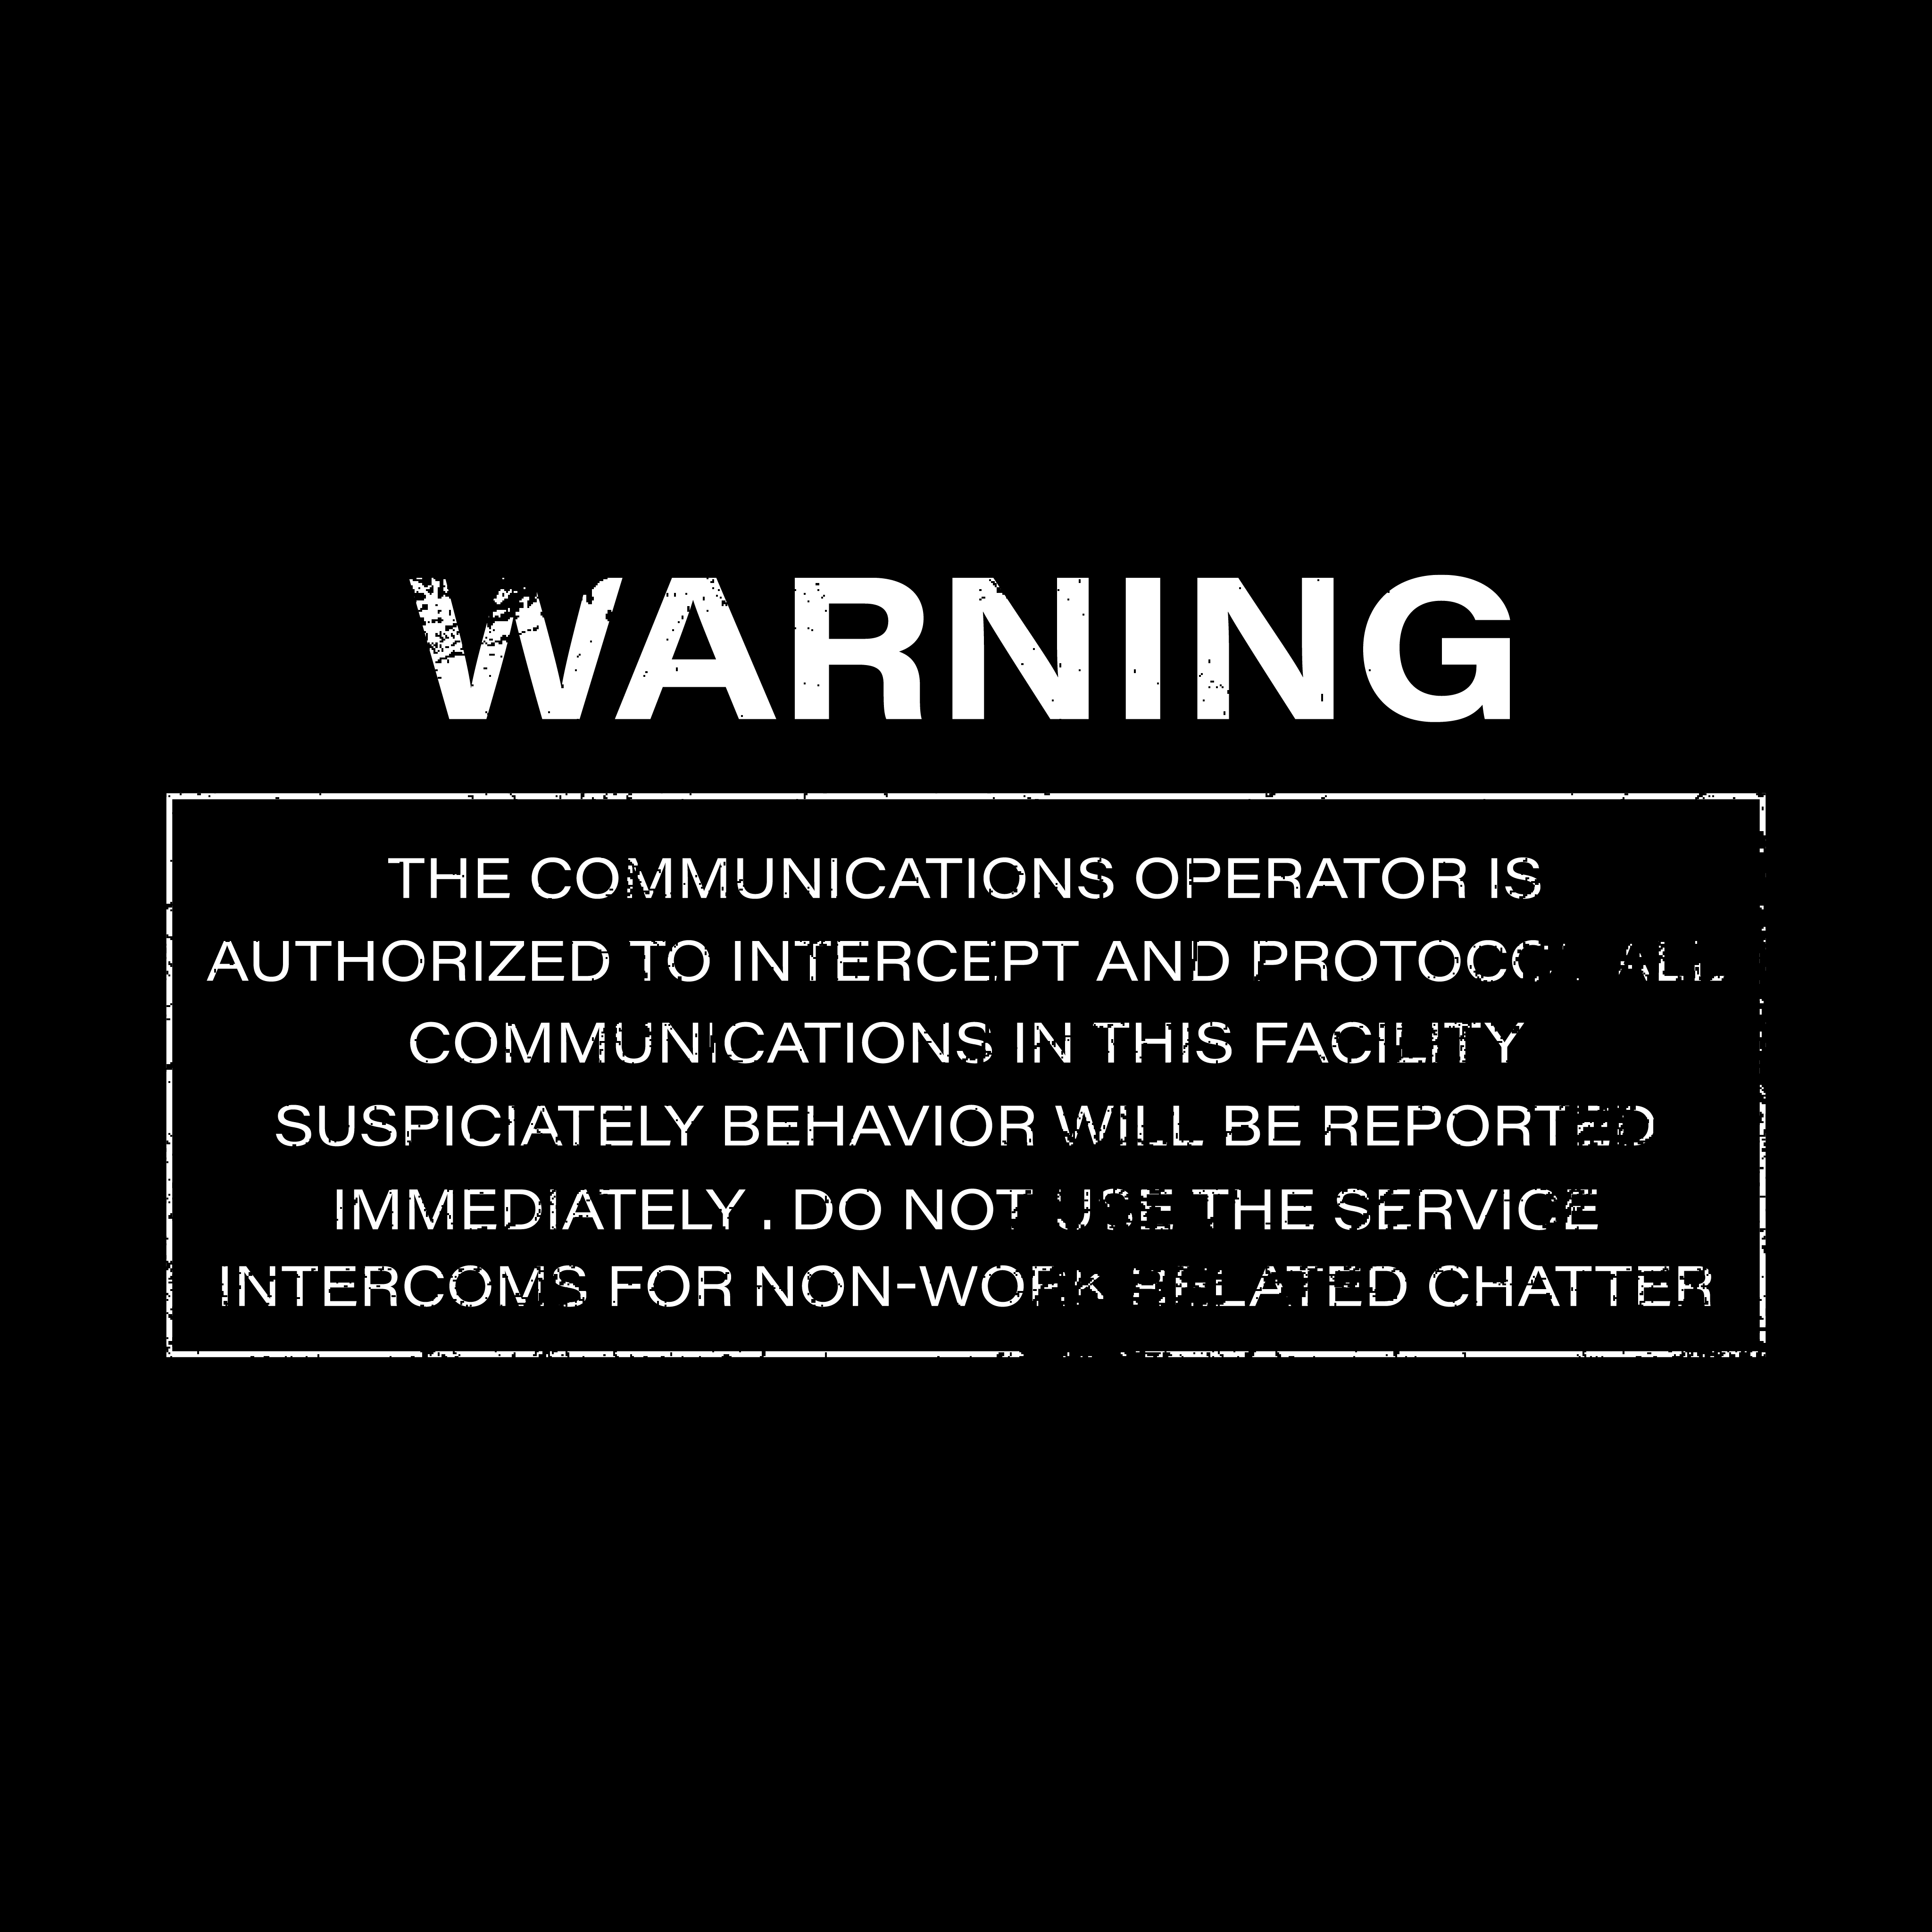 WARNING
THE COMMUNICATIONS OPERATOR IS
AUTHORIZED TO INTERCEPT AND PROTOCOL ALL
COMMUNICATIONS IN THIS FACILITY
SUSPICIATELY BEHAVIOR WILL BE REPORTED
IMMEDIATELY . DO NOT USE THE SERVICE
INTERCOMS FOR NON-WORK RELATED CHATTER